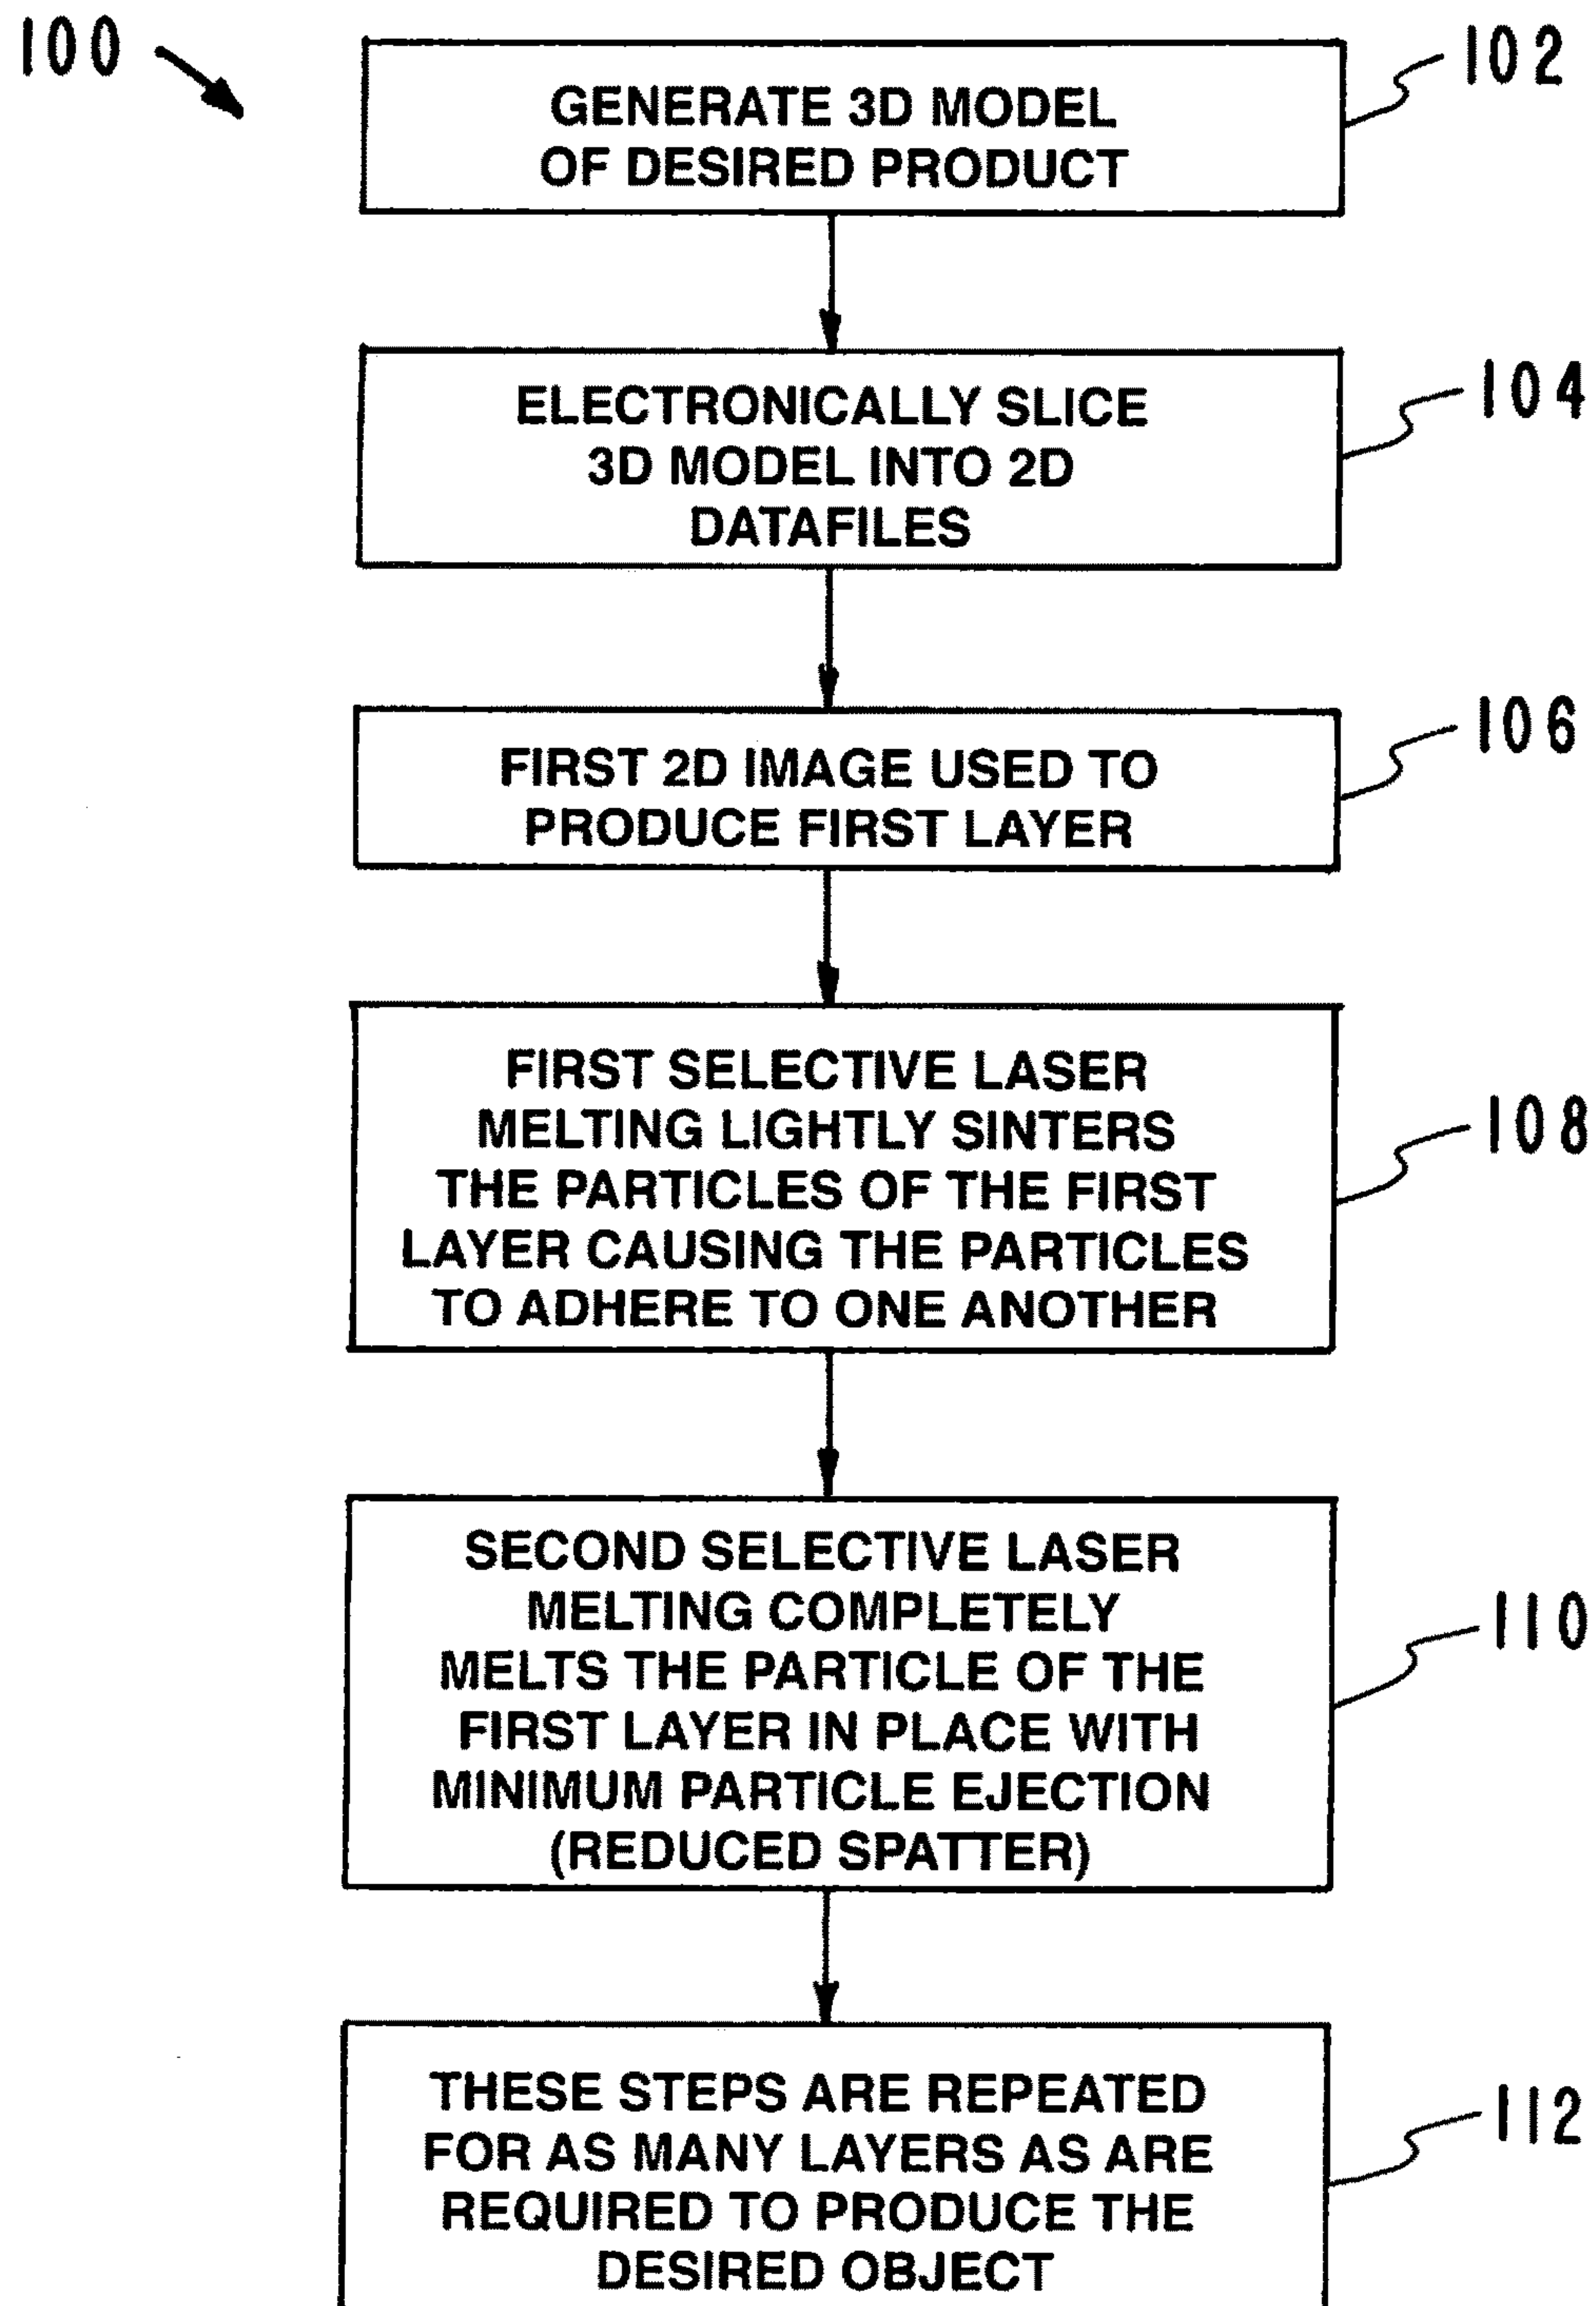 100
102
GENERATE 3D MODEL
OF DESIRED PRODUCT
104
ELECTRONICALLY SLICE
3D MODEL INTO 2D
DATAFILES
106
FIRST 2D IMAGE USED TO
PRODUCE FIRST LAYER
108
FIRST SELECTIVE LASER
MELTING LIGHTLY SINTERS
THE PARTICLES OF THE FIRST
LAYER CAUSING THE PARTICLES
TO ADHERE TO ONE ANOTHER
110
SECOND SELECTIVE LASER
MELTING COMPLETELY
MELTS THE PARTICLE OF THE
FIRST LAYER IN PLACE WITH
MINIMUM PARTICLE EJECTION
(REDUCED SPATTER)
112
THESE STEPS ARE REPEATED
FOR AS MANY LAYERS AS ARE
REQUIRED TO PRODUCE THE
DESIRED OBJECT